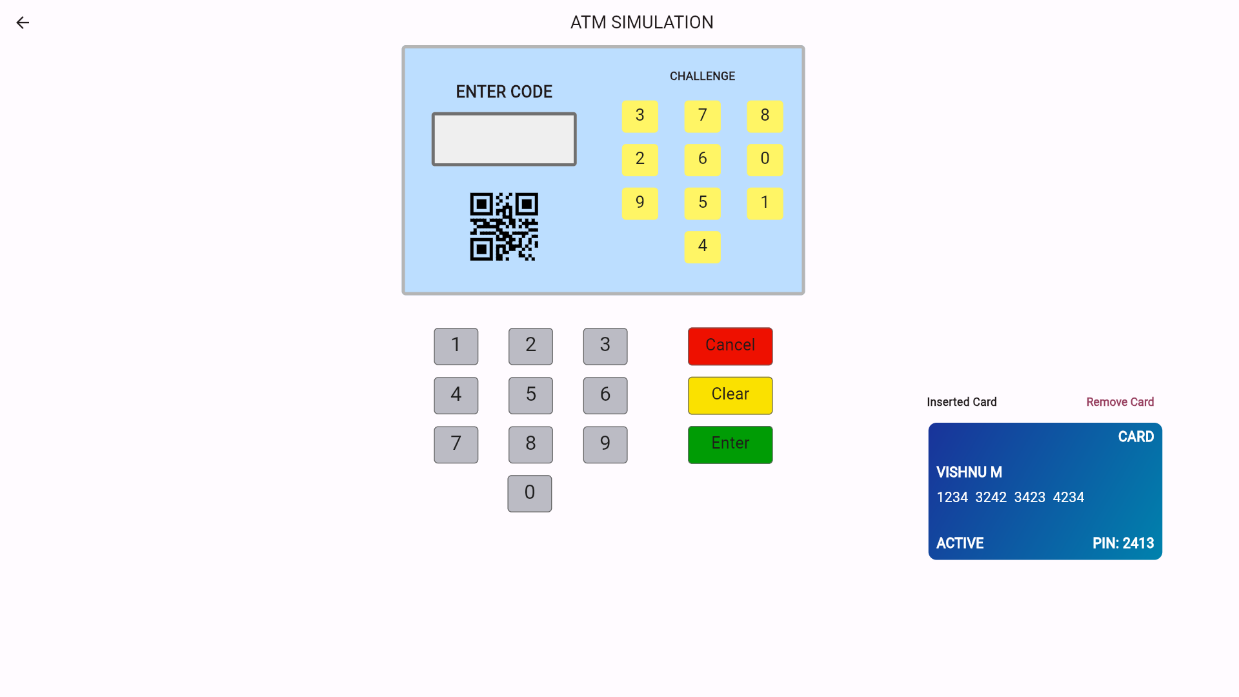 ATM SIMULATION
ENTER CODE
CHALLENGE
3 7 8
2 6 0
9 5 1
4
1 2 3
4 5 6
7 8 9
0
Cancel
Clear
Enter
Inserted Card
Remove Card
CARD
VISHNU M
1234 3242 3423 4234
ACTIVE
PIN: 2413